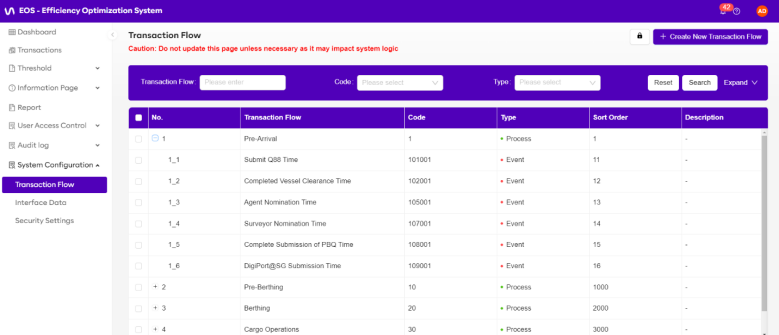 EOS - Efficiency Optimization System
42
AD
Dashboard
Transactions
Threshold
Information Page
Report
User Access Control
Audit log
System Configuration
Transaction Flow
Interface Data
Security Settings
Transaction Flow
Caution: Do not update this page unless necessary as it may impact system logic
+ Create New Transaction Flow
Transaction Flow : Please enter Code : Please select Type : Please select Reset Search Expand
No. Transaction Flow Code Type Sort Order Description
1 Pre-Arrival 1 Process 1 -
1_1 Submit Q88 Time 101001 Event 11 -
1_2 Completed Vessel Clearance Time 102001 Event 12 -
1_3 Agent Nomination Time 105001 Event 13 -
1_4 Surveyor Nomination Time 107001 Event 14 -
1_5 Complete Submission of PBQ Time 108001 Event 15 -
1_6 DigiPort@SG Submission Time 109001 Event 16 -
+ 2 Pre-Berthing 10 Process 1000 -
+ 3 Berthing 20 Process 2000 -
+ 4 Cargo Operations 30 Process 3000 -